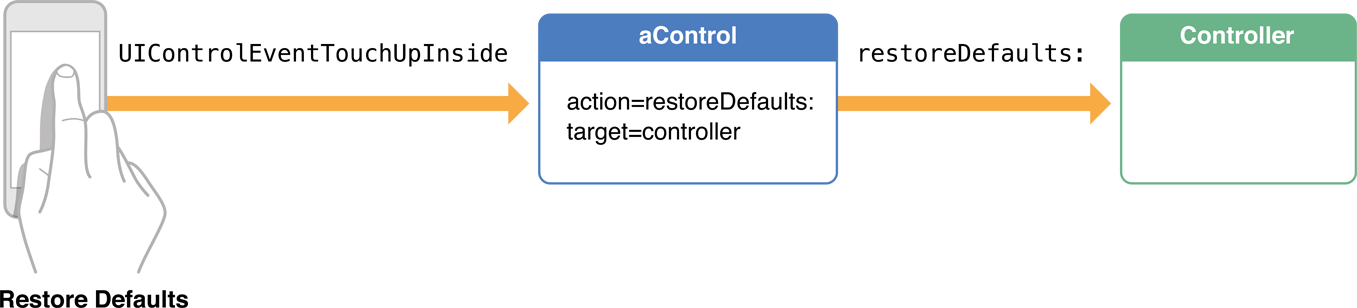 UIControlEventTouchUpInside
aControl
action=restoreDefaults:
target=controller
restoreDefaults:
Controller
Restore Defaults